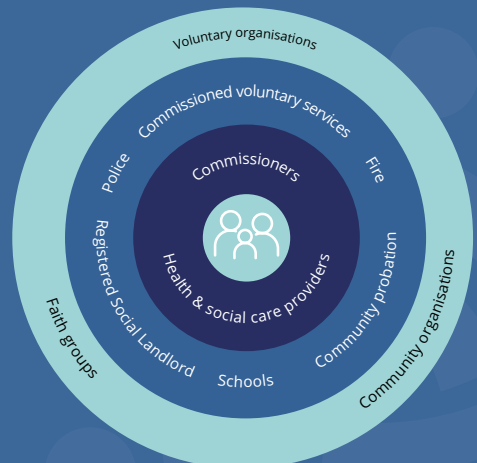 Voluntary organisations
Commissioned voluntary services
Police
Fire
Commissioners
Health & social care providers
Registered Social Landlord
Community probation
Schools
Faith groups
Community organisations